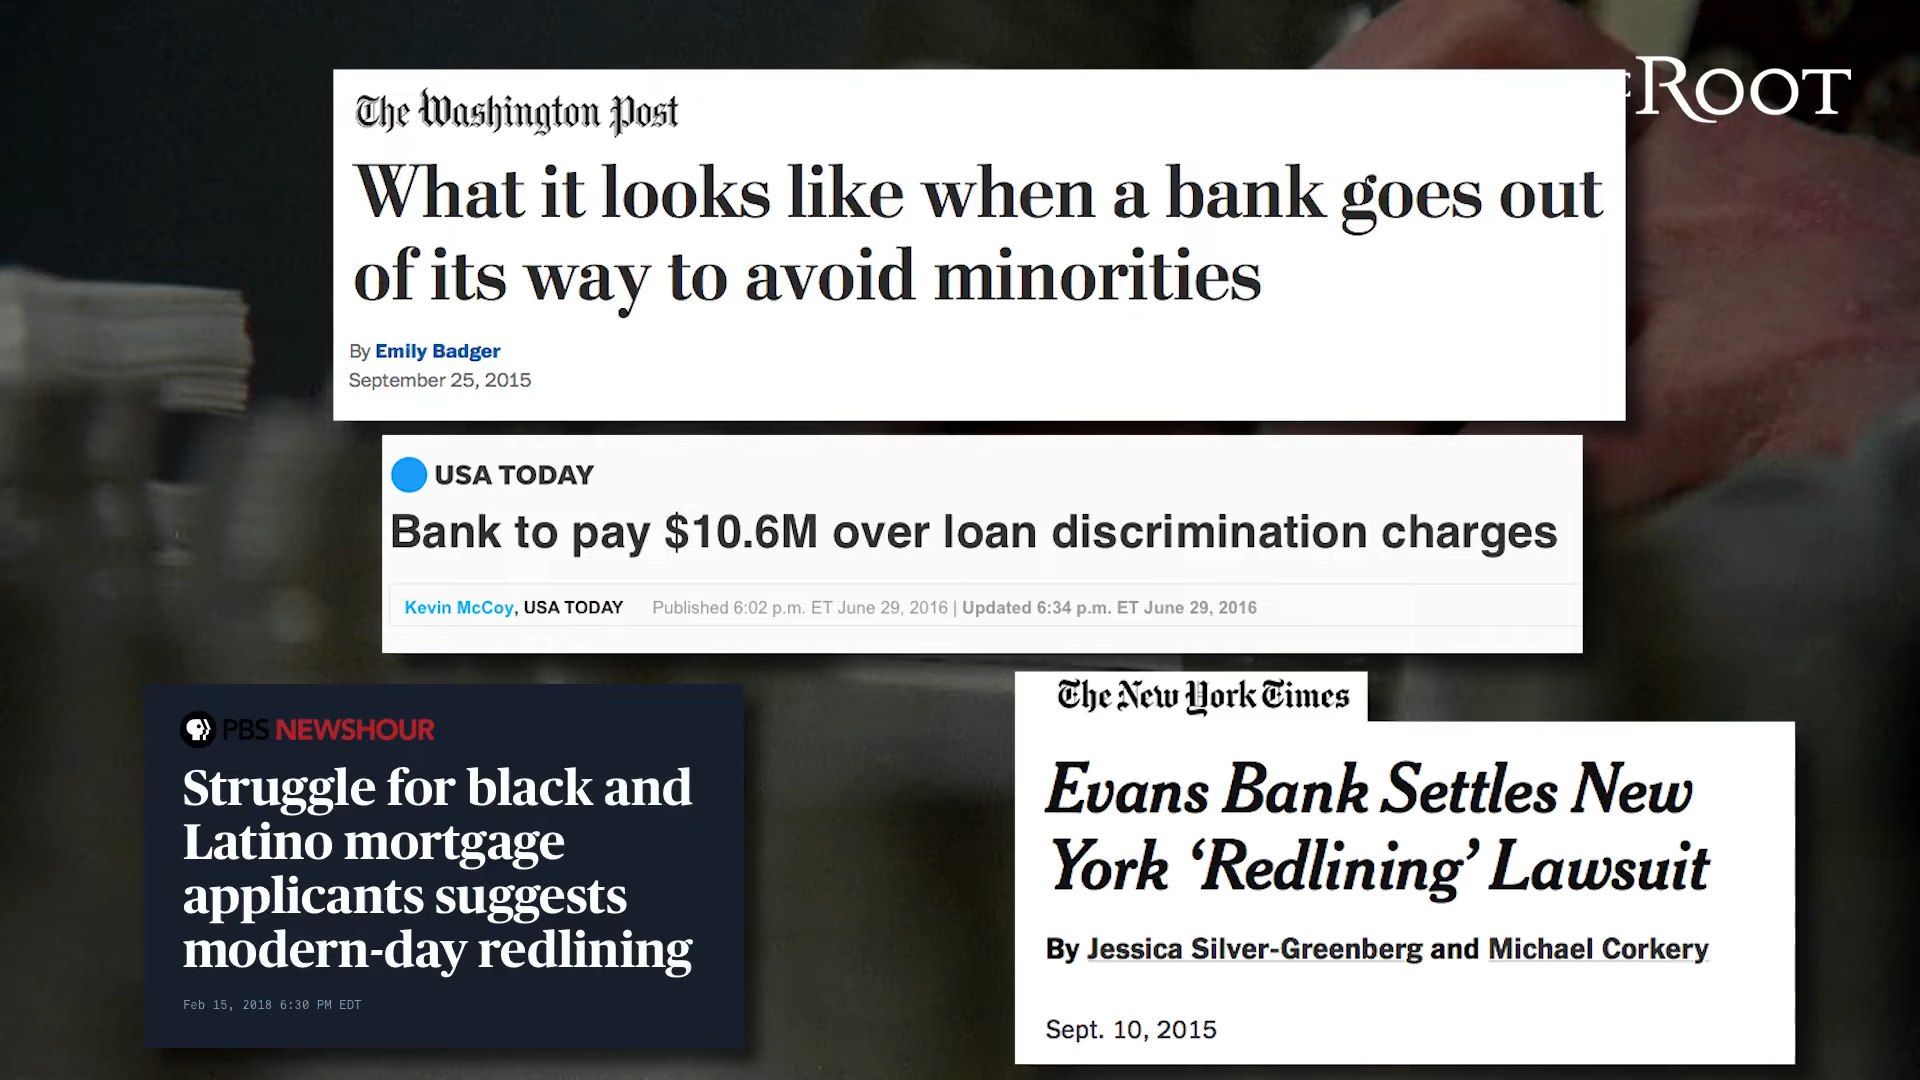 ROOT
The Washington Post
What it looks like when a bank goes out
of its way to avoid minorities
By Emily Badger
September 25, 2015
USA TODAY
Bank to pay $10.6M over loan discrimination charges
Kevin McCoy, USA TODAY Published 6:02 p.m. ET June 29, 2016 | Updated 6:34 p.m. ET June 29, 2016
PBS NEWSHOUR
Struggle for black and
Latino mortgage
applicants suggests
modern-day redlining
Feb 15, 2018 6:30 PM EDT
The New York Times
Evans Bank Settles New
York ‘Redlining’ Lawsuit
By Jessica Silver-Greenberg and Michael Corkery
Sept. 10, 2015